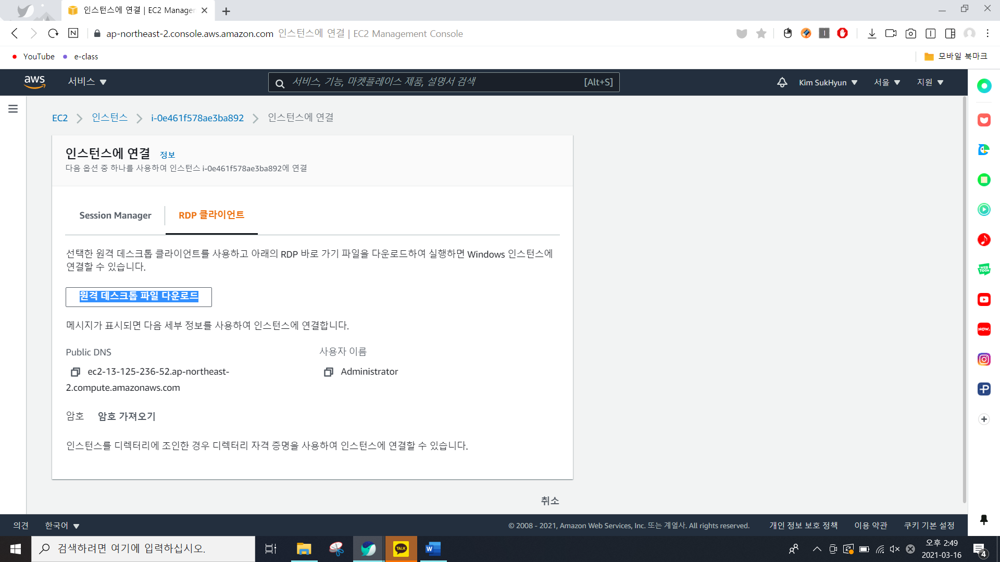 인스턴스에 연결 | EC2 Manager
ap-northeast-2.console.aws.amazon.com 인스턴스에 연결 | EC2 Management Console
YouTube
e-class
모바일 북마크
aws
서비스
서비스, 기능, 마켓플레이스 제품, 설명서 검색
[Alt+S]
Kim SukHyun
서울
지원
EC2
인스턴스
i-0e461f578ae3ba892
인스턴스에 연결
인스턴스에 연결 정보
다음 옵션 중 하나를 사용하여 인스턴스 i-0e461f578ae3ba892에 연결
Session Manager
RDP 클라이언트
선택한 원격 데스크톱 클라이언트를 사용하고 아래의 RDP 바로 가기 파일을 다운로드하여 실행하면 Windows 인스턴스에
연결할 수 있습니다.
원격 데스크톱 파일 다운로드
메시지가 표시되면 다음 세부 정보를 사용하여 인스턴스에 연결합니다.
Public DNS
ec2-13-125-236-52.ap-northeast-
2.compute.amazonaws.com
사용자 이름
Administrator
암호
암호 가져오기
인스턴스를 디렉터리에 조인한 경우 디렉터리 자격 증명을 사용하여 인스턴스에 연결할 수 있습니다.
취소
WEB
TOON
NOW.
의견
한국어
© 2008 - 2021, Amazon Web Services, Inc. 또는 계열사. All rights reserved.
개인 정보 보호 정책
이용 약관
쿠키 기본 설정
검색하려면 여기에 입력하십시오.
TALK
W
오후 2:49
2021-03-16
4